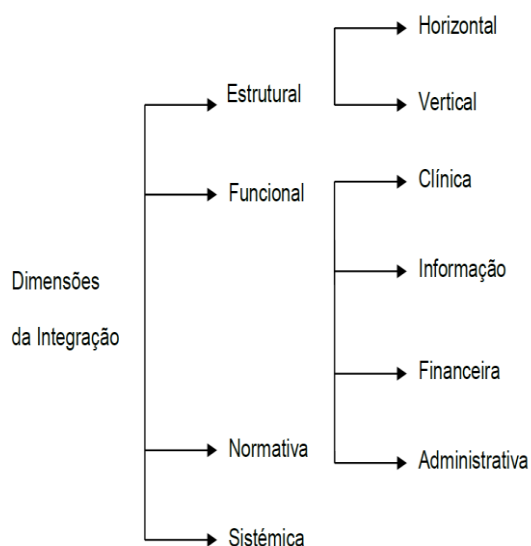 Dimensões
da Integração
Estrutural
Horizontal
Vertical
Funcional
Clínica
Informação
Financeira
Administrativa
Normativa
Sistémica